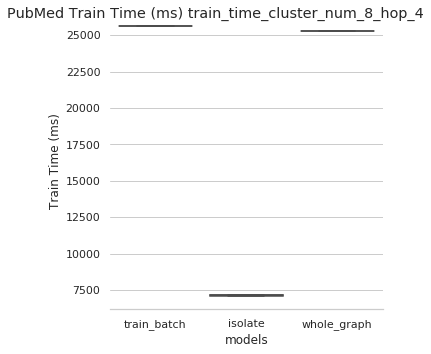 PubMed Train Time (ms) train_time_cluster_num_8_hop_4
25000
22500
20000
17500
15000
12500
10000
7500
Train Time (ms)
train_batch isolate whole_graph
models